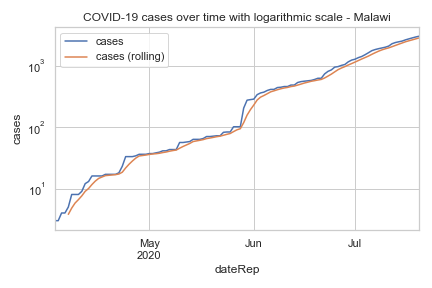 COVID-19 cases over time with logarithmic scale - Malawi
cases
cases (rolling)
10³
10²
10¹
cases
May
2020
Jun
Jul
dateRep